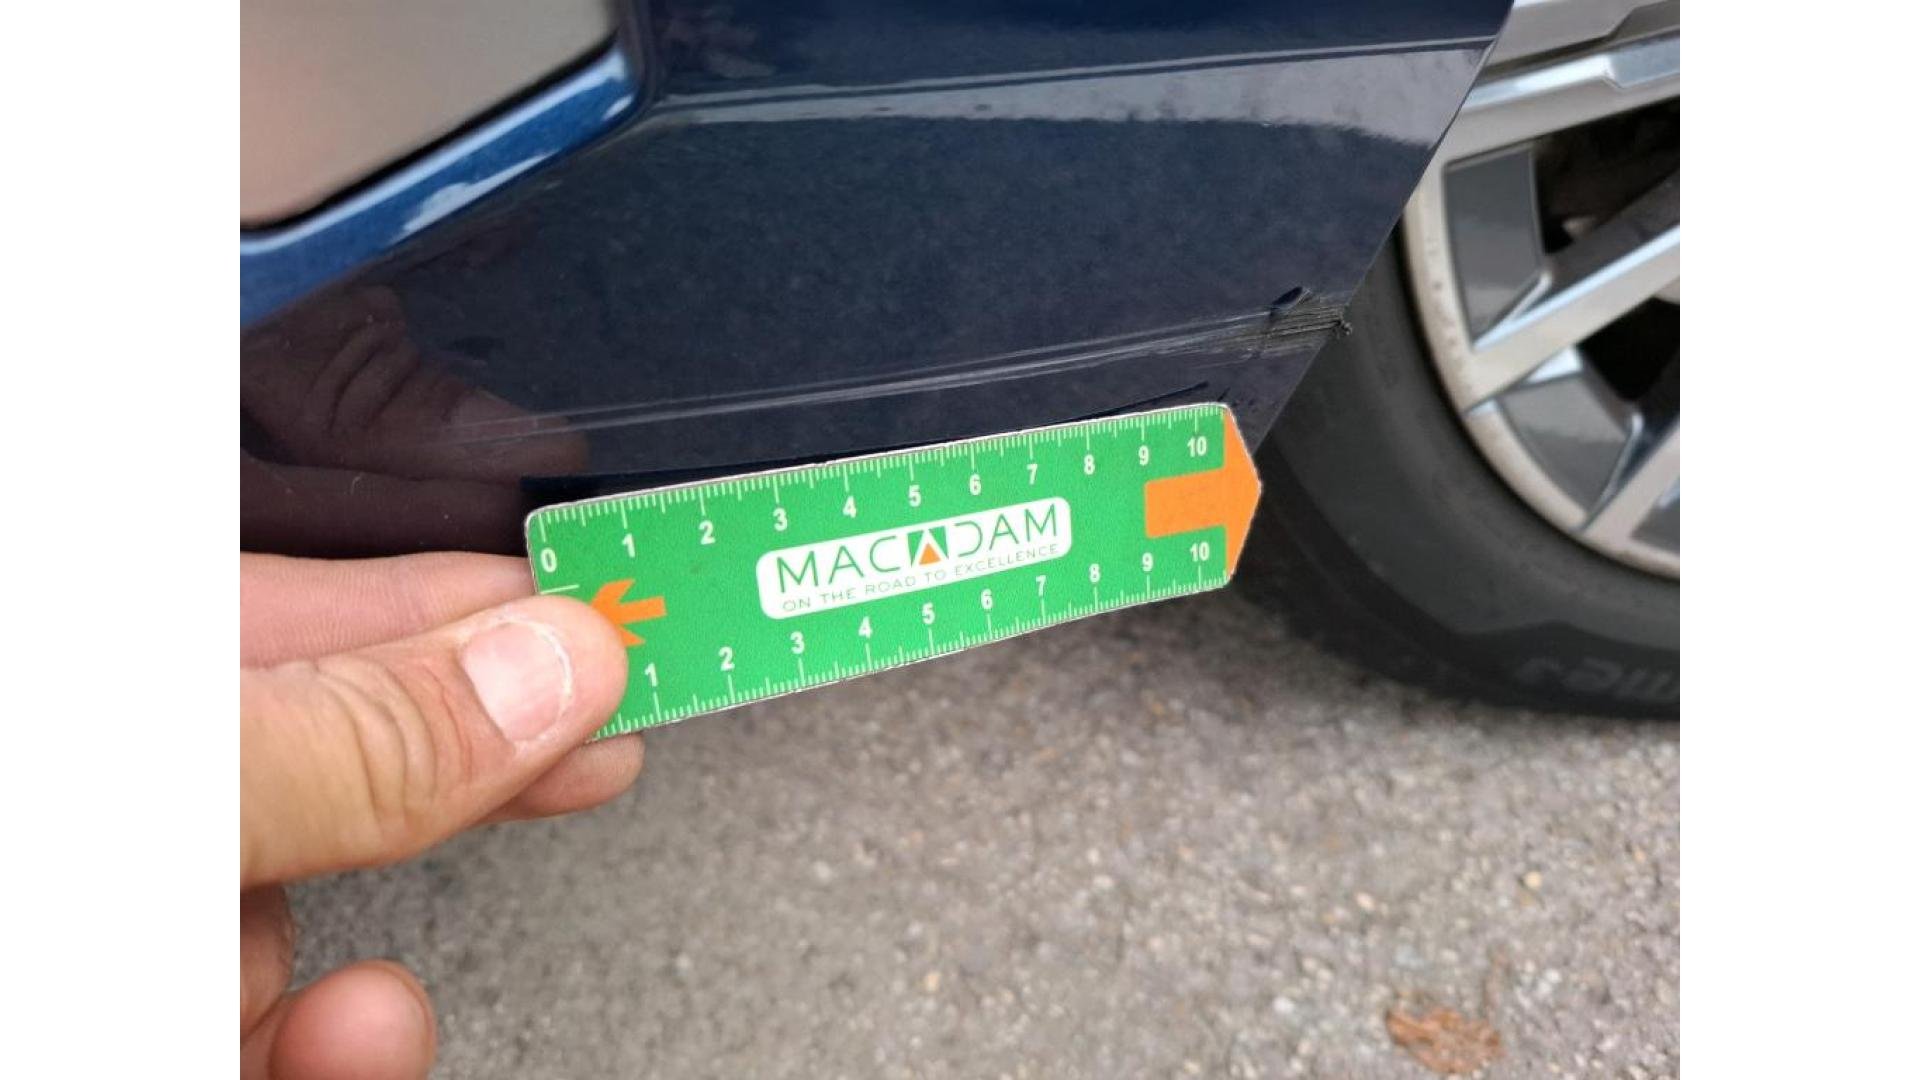 0 1 2 3 4 5 6 7 8 9 10
MACADAM
ON THE ROAD TO EXCELLENCE
1 2 3 4 5 6 7 8 9 10